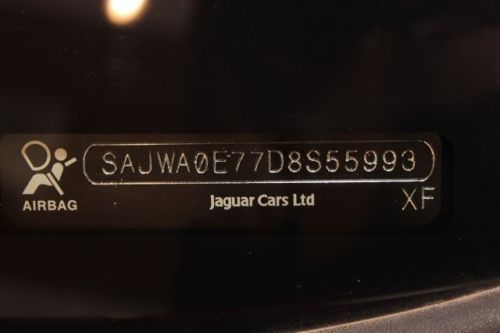 SAJWA0E77D8S55993
AIRBAG
Jaguar Cars Ltd
XF